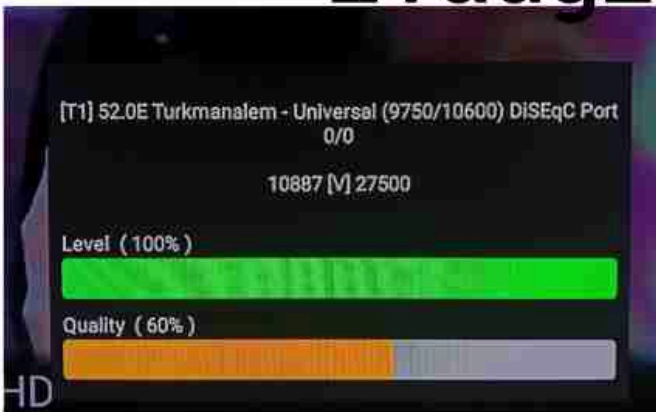 [T1] 52.0E Turkmanalem - Universal (9750/10600) DiSEqC Port
0/0
10887 [V] 27500
Level ( 100% )
Quality ( 60% )
HD